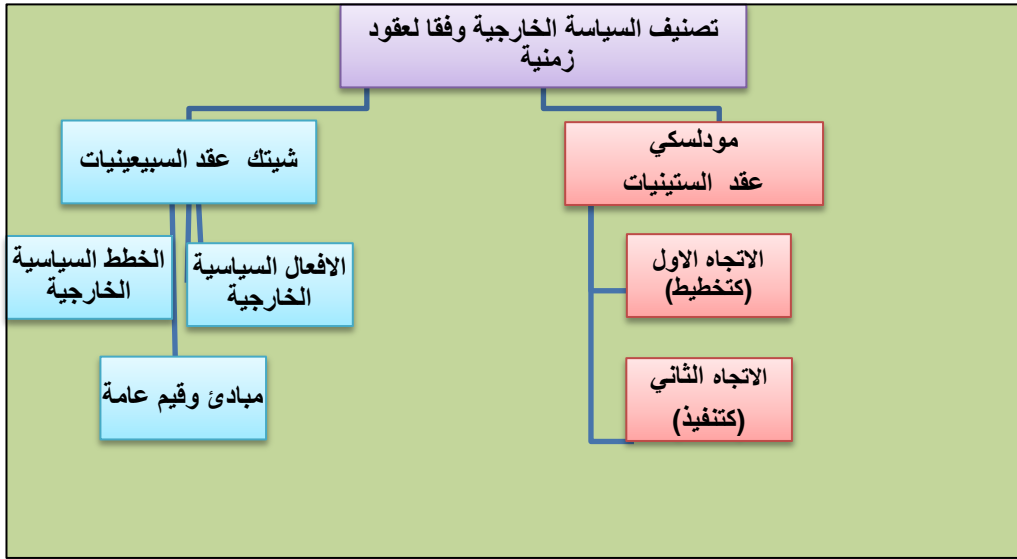 تصنيف السياسة الخارجية وفقا لعقود
زمنية
مودلسكي
عقد الستينيات
الاتجاه الاول
(كتخطيط)
الاتجاه الثاني
(كتنفيذ)
شيتك عقد السبيعينيات
الافعال السياسية
الخارجية
الخطط السياسية
الخارجية
مبادئ وقيم عامة